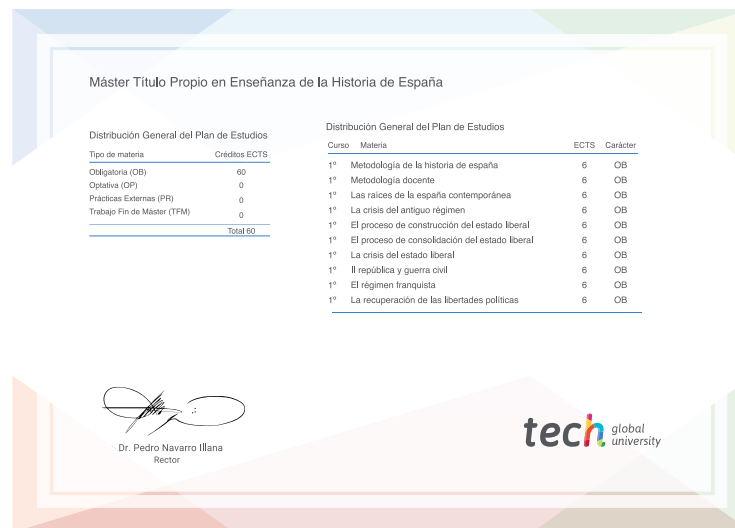 Máster Título Propio en Enseñanza de la Historia de España
Distribución General del Plan de Estudios
Tipo de materia Créditos ECTS
Obligatoria (OB) 60
Optativa (OP) 0
Prácticas Externas (PR) 0
Trabajo Fin de Máster (TFM) 0
Total 60
Distribución General del Plan de Estudios
Curso Materia ECTS Carácter
1º Metodología de la historia de españa 6 OB
1º Metodología docente 6 OB
1º Las raíces de la españa contemporánea 6 OB
1º La crisis del antiguo régimen 6 OB
1º El proceso de construcción del estado liberal 6 OB
1º El proceso de consolidación del estado liberal 6 OB
1º La crisis del estado liberal 6 OB
1º II república y guerra civil 6 OB
1º El régimen franquista 6 OB
1º La recuperación de las libertades políticas 6 OB
Dr. Pedro Navarro Illana
Rector
tech global
university